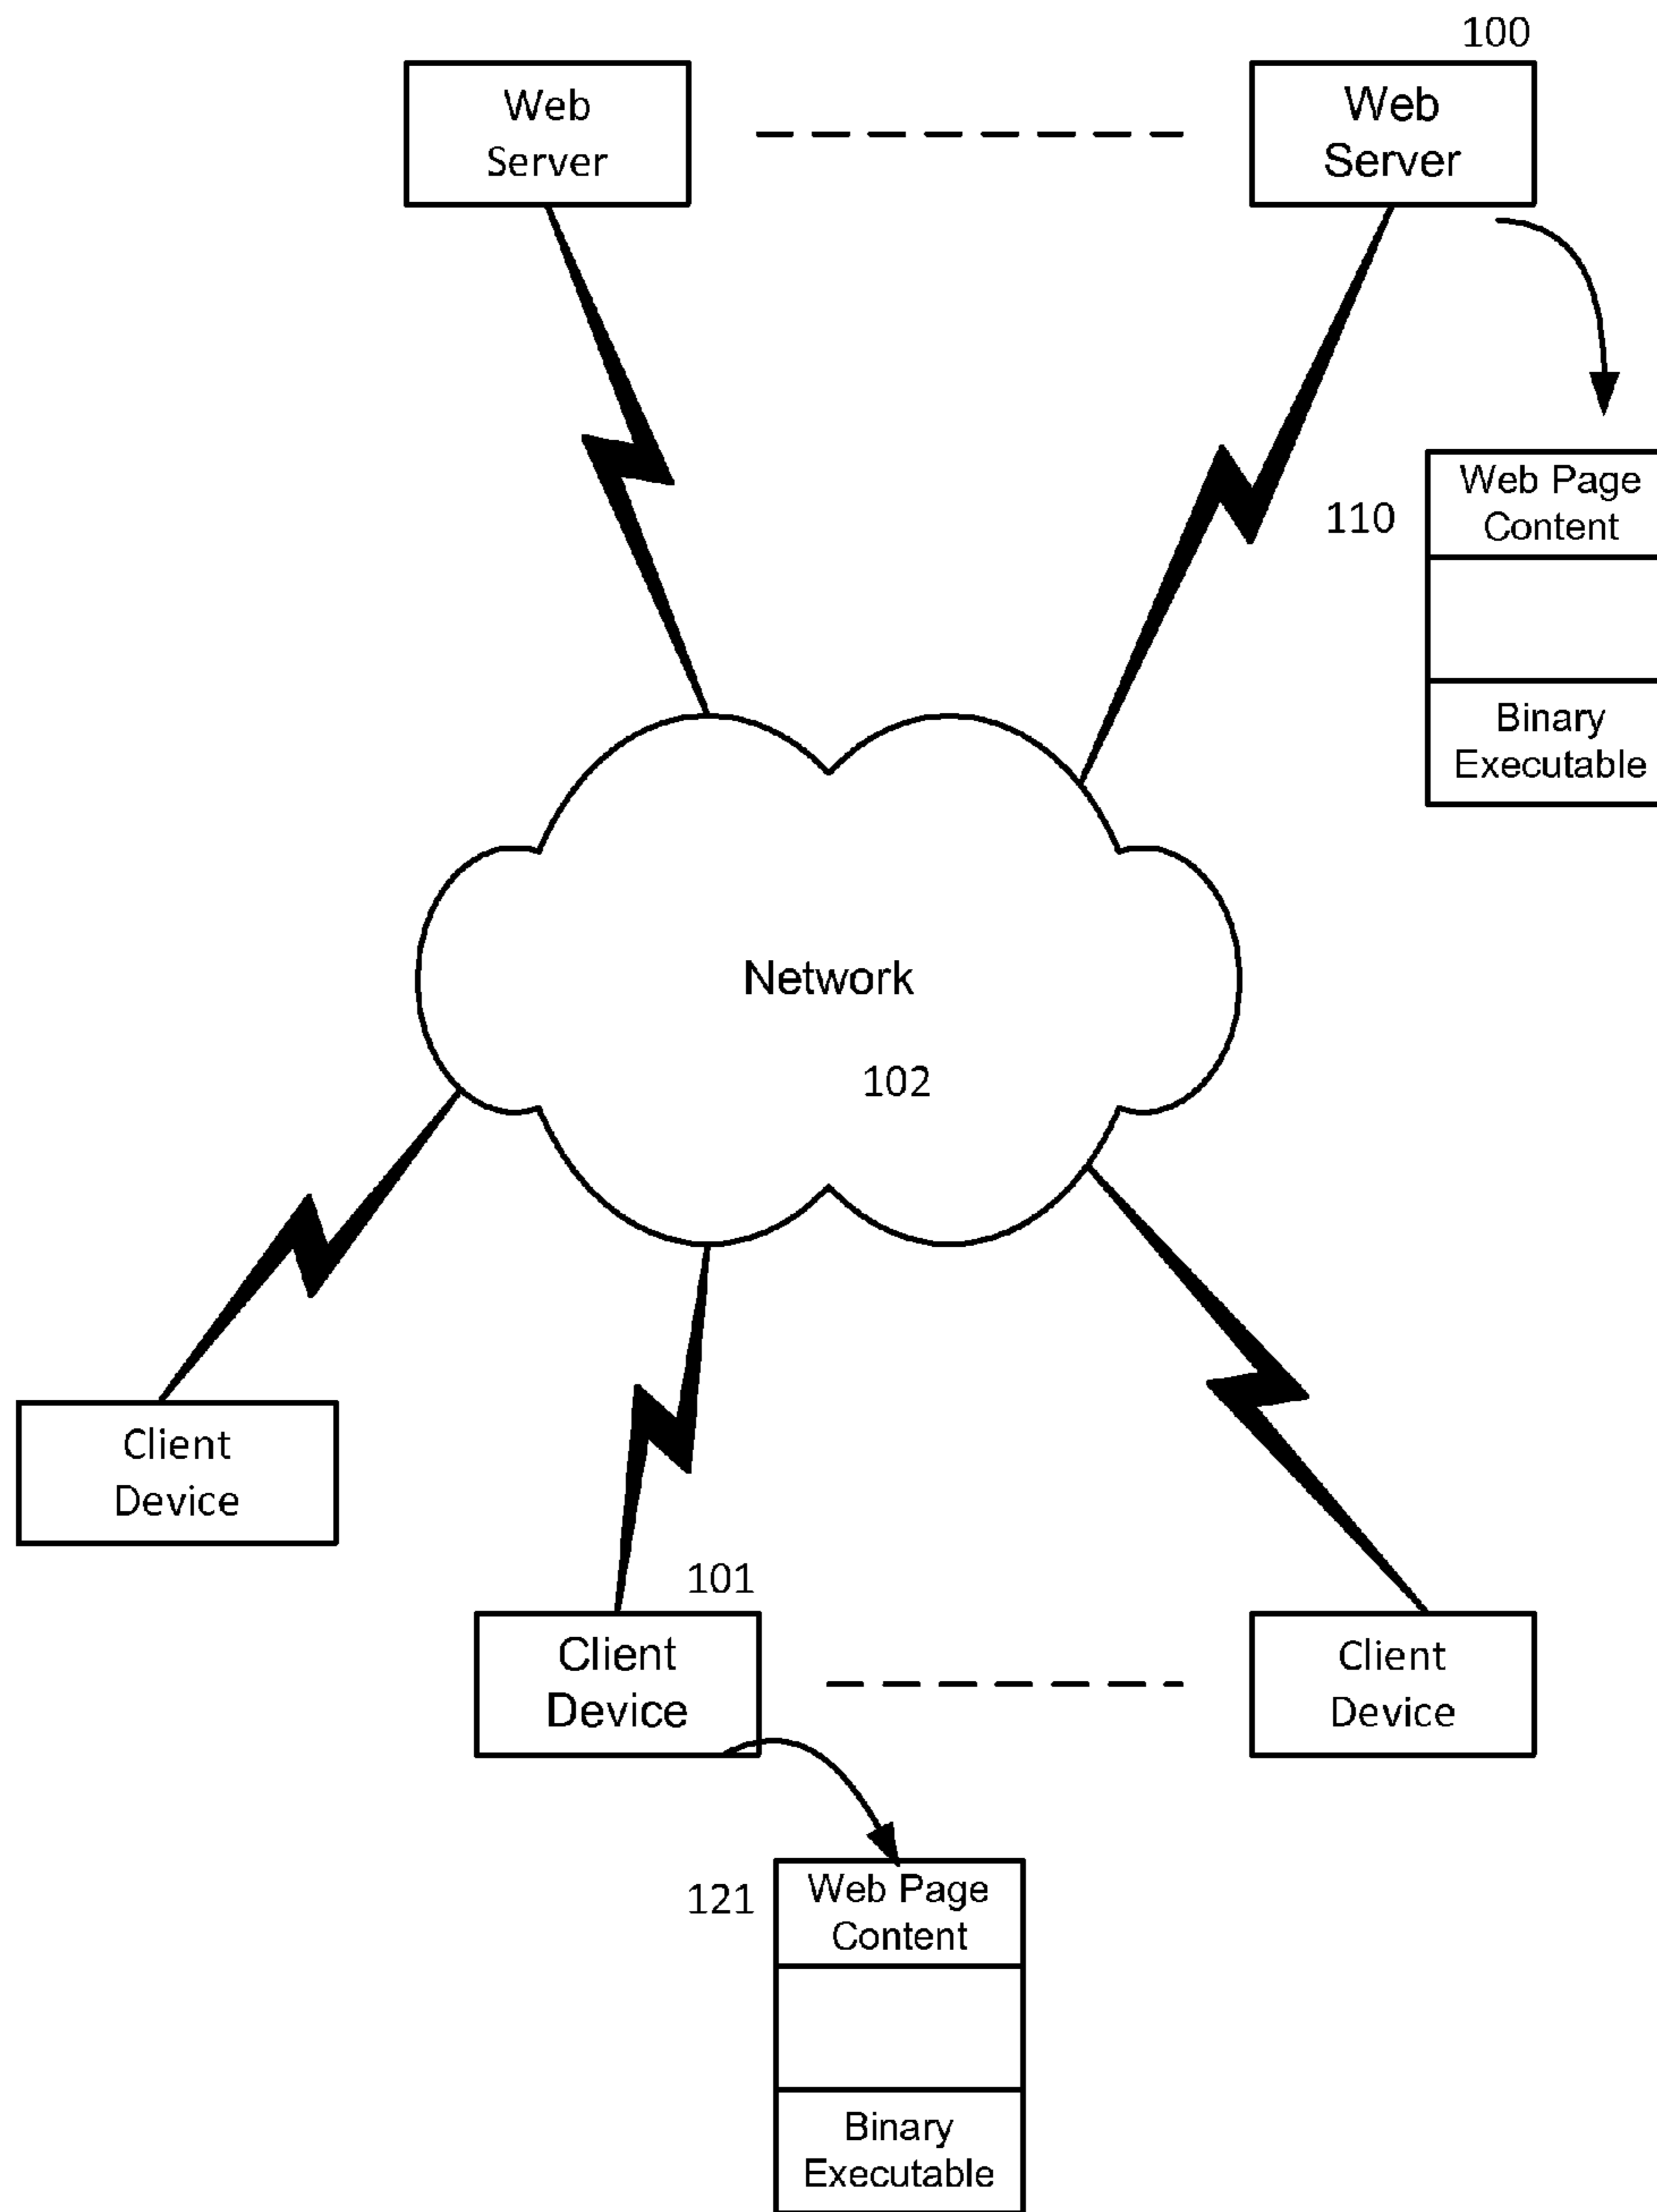 100
Web
Server
Web
Server
110
Web Page
Content
Binary
Executable
Network
102
Client
Device
101
Client
Device
Client
Device
121
Web Page
Content
Binary
Executable